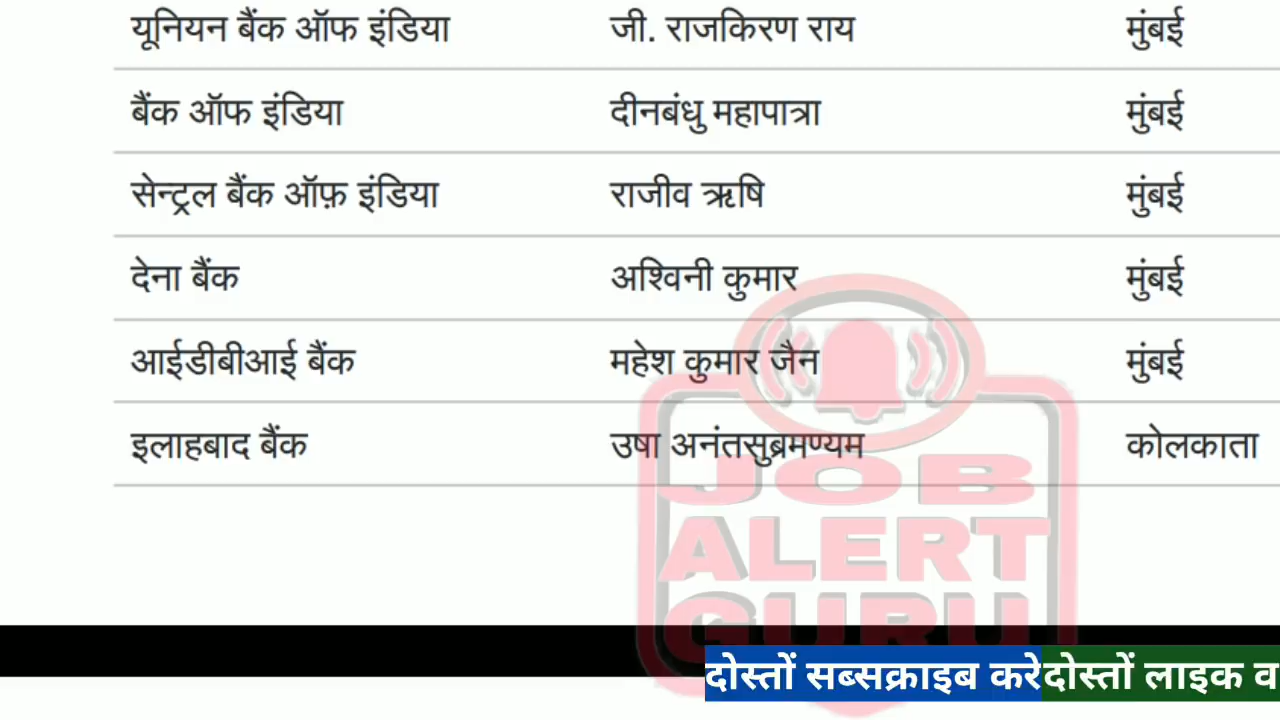 यूनियन बैंक ऑफ इंडिया जी. राजकिरण राय मुंबई
बैंक ऑफ इंडिया दीनबंधु महापात्रा मुंबई
सेन्ट्रल बैंक ऑफ़ इंडिया राजीव ऋषि मुंबई
देना बैंक अश्विनी कुमार मुंबई
आईडीबीआई बैंक महेश कुमार जैन मुंबई
इलाहबाद बैंक उषा अनंतसुब्रमण्यम कोलकाता
JOB
ALERT
GURU
दोस्तों सब्सक्राइब करे दोस्तों लाइक व